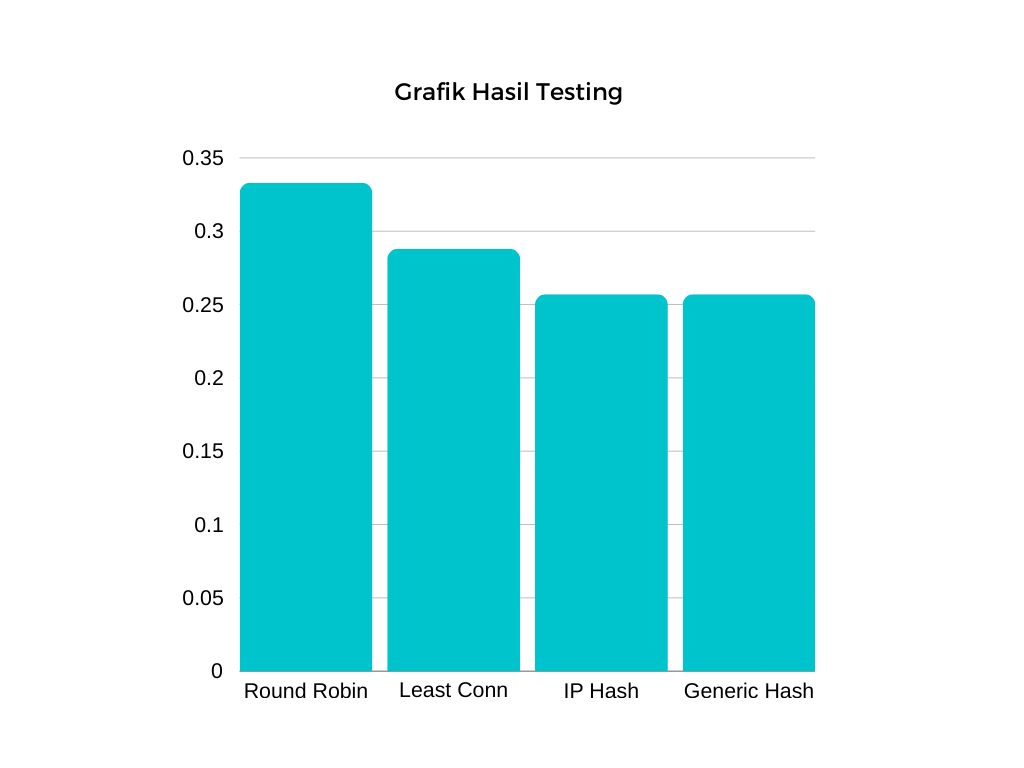 Grafik Hasil Testing
0.35
0.3
0.25
0.2
0.15
0.1
0.05
0
Round Robin
Least Conn
IP Hash
Generic Hash